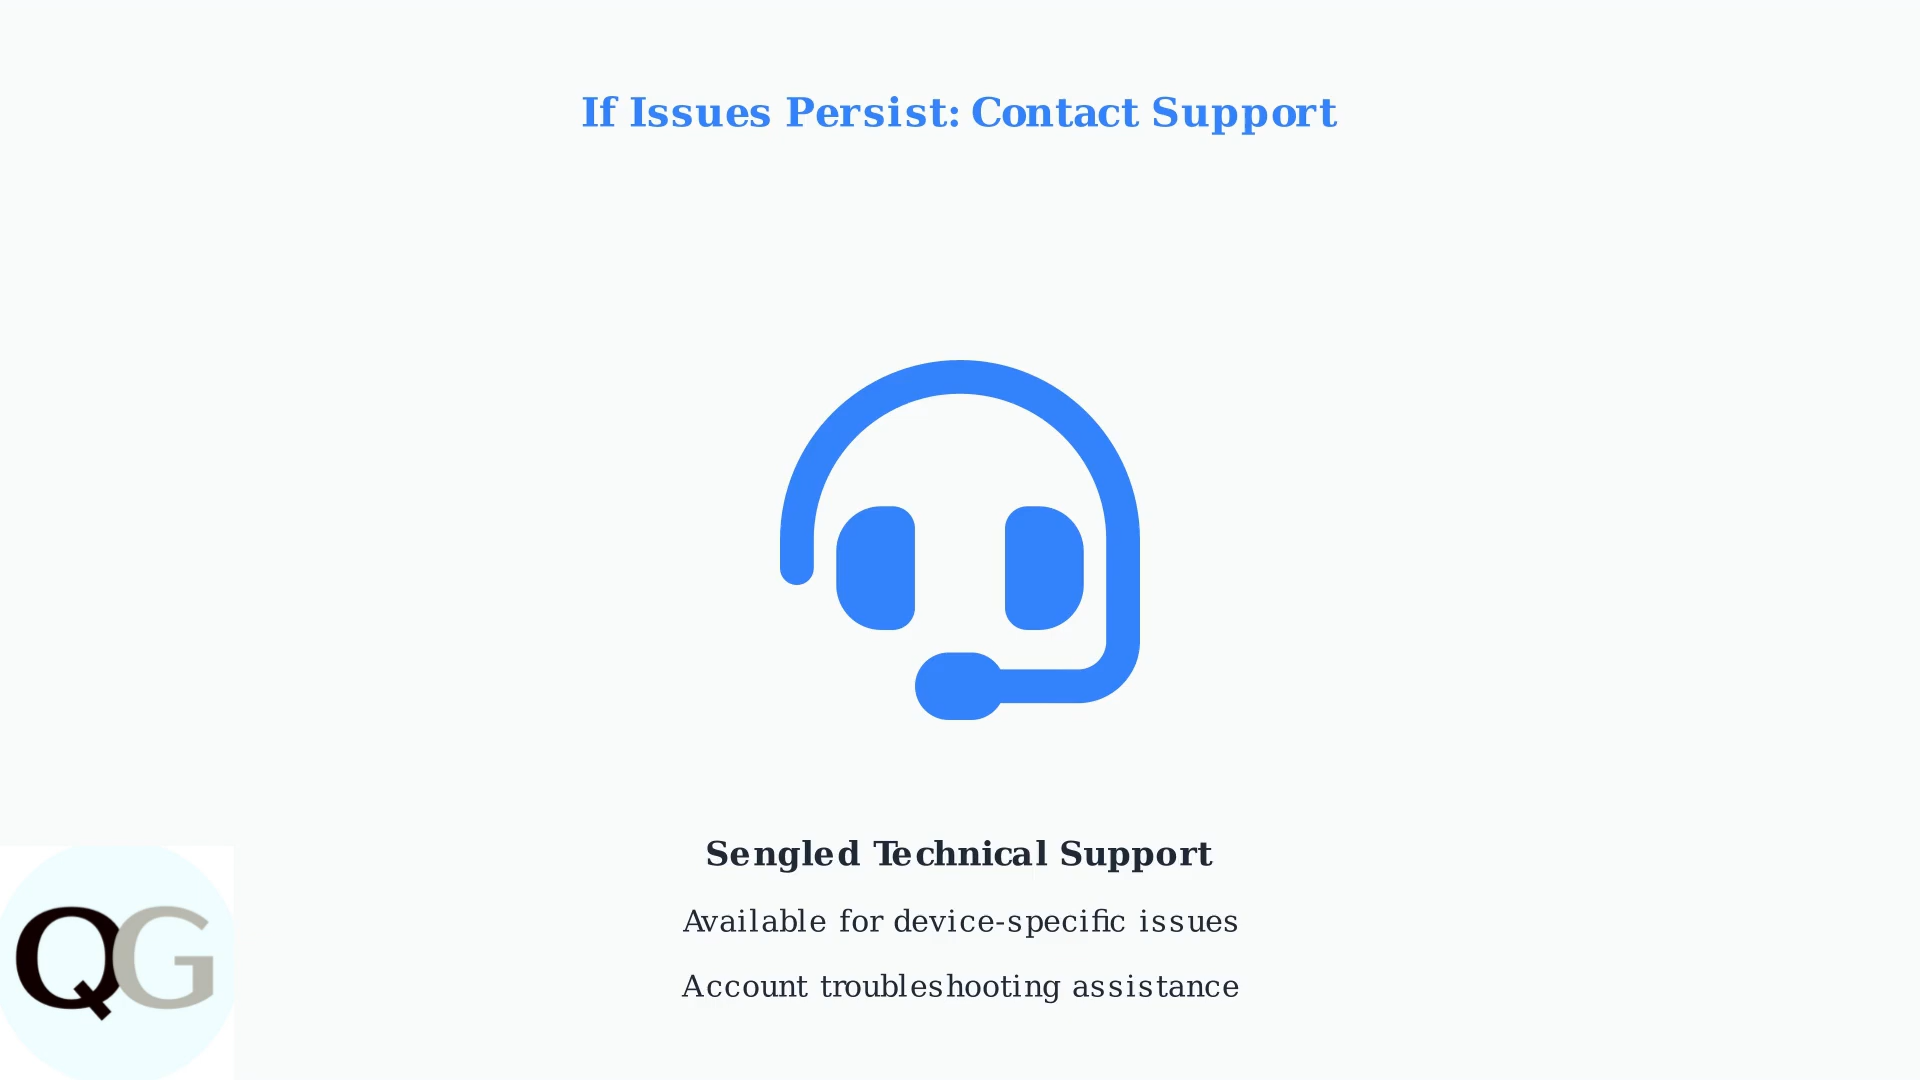 If Issues Persist: Contact Support
Sengled Technical Support
Available for device-specific issues
Account troubleshooting assistance
QG